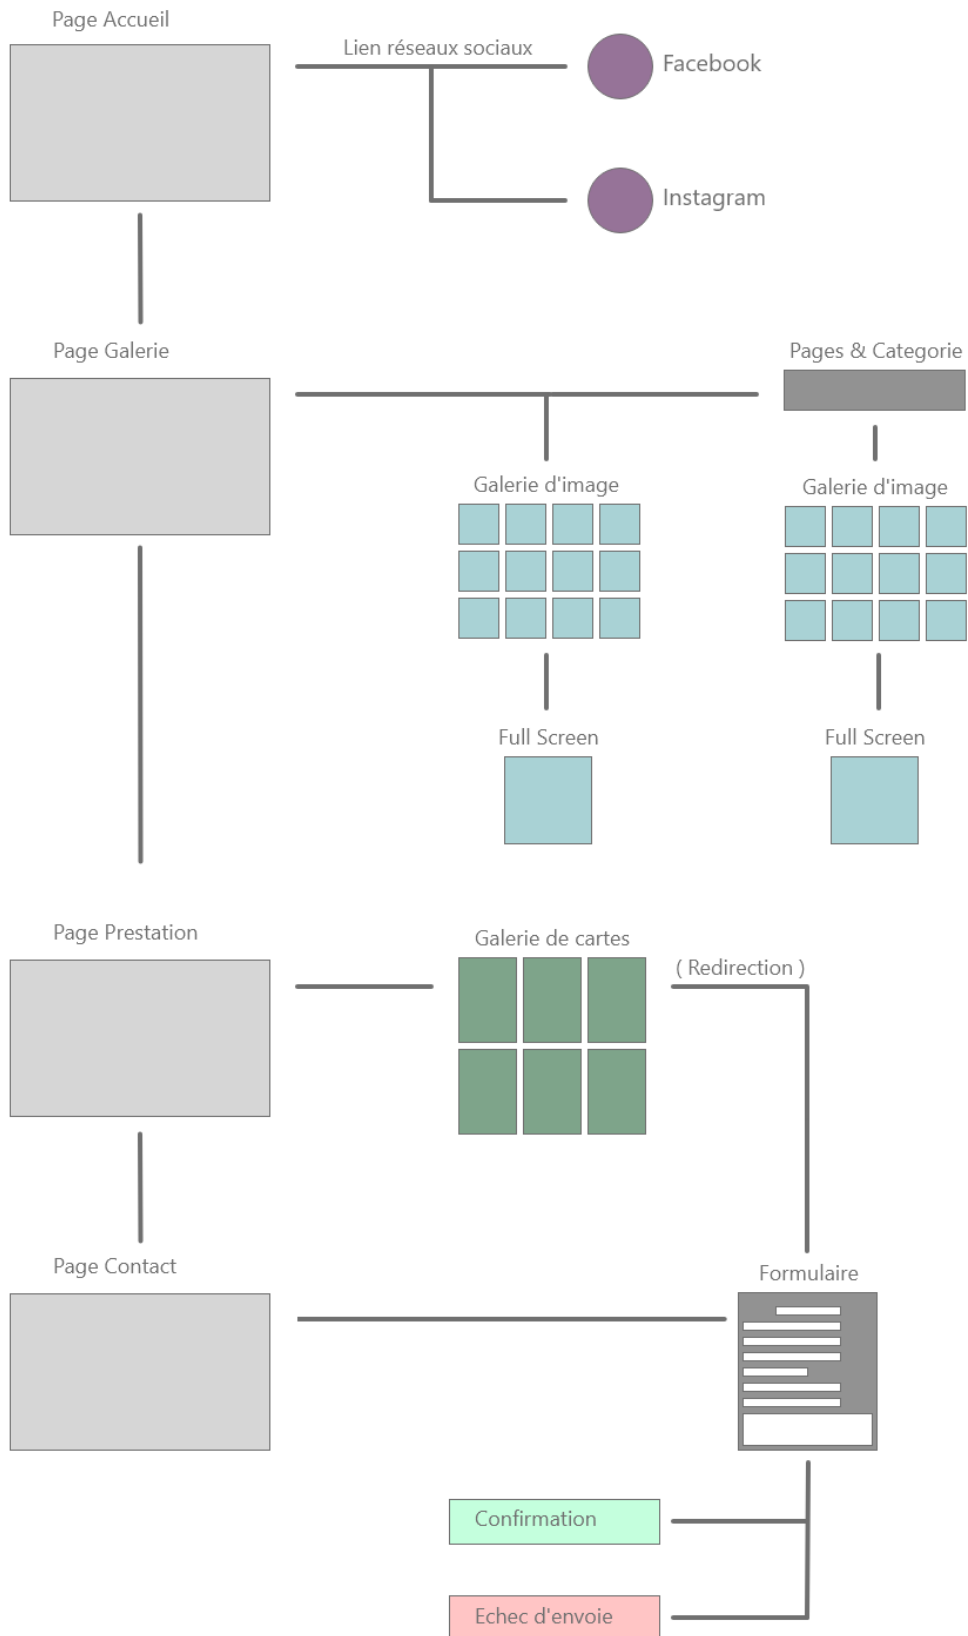 Page Accueil
Lien réseaux sociaux
Facebook
Instagram
Page Galerie
Pages & Categorie
Galerie d'image
Galerie d'image
Full Screen
Full Screen
Page Prestation
Galerie de cartes
( Redirection )
Page Contact
Formulaire
Confirmation
Echec d'envoie